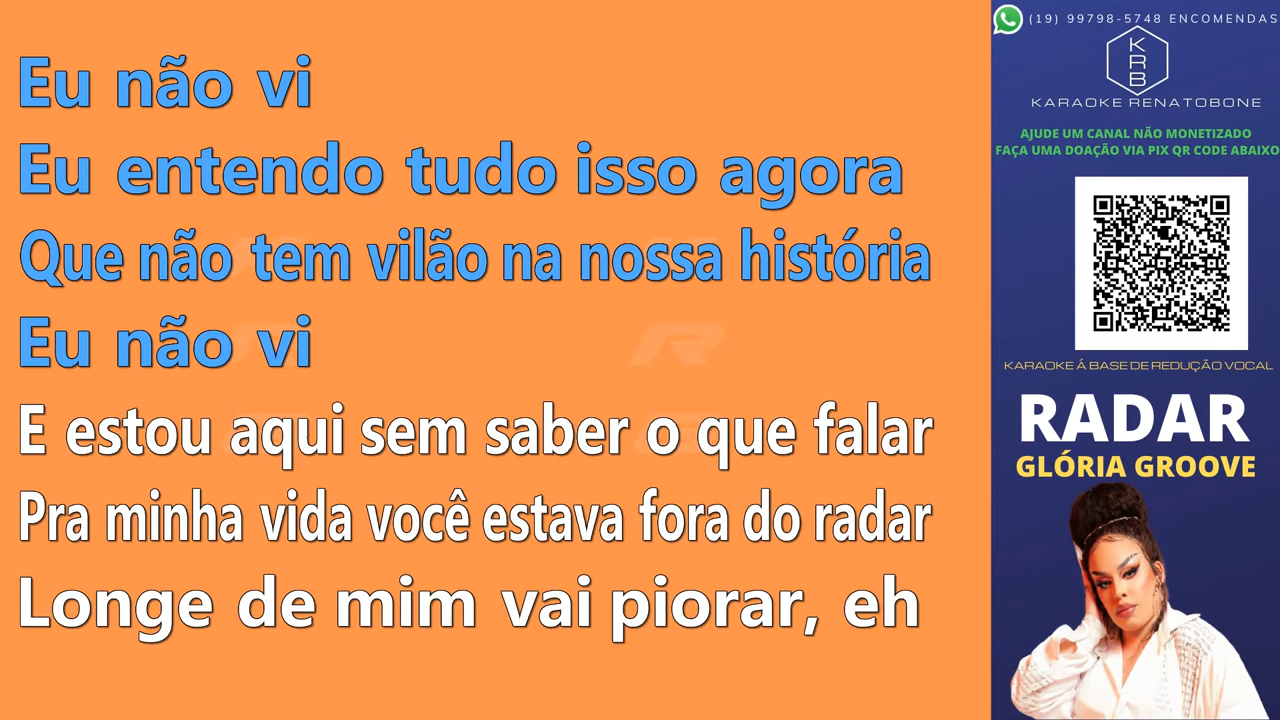 Eu não vi
Eu entendo tudo isso agora
Que não tem vilão na nossa história
Eu não vi
E estou aqui sem saber o que falar
Pra minha vida você estava fora do radar
Longe de mim vai piorar, eh
(19) 99798-5748 ENCOMENDAS
K
R
B
KARAOKE RENATOBONE
AJUDE UM CANAL NÃO MONETIZADO
FAÇA UMA DOAÇÃO VIA PIX QR CODE ABAIXO
KARAOKE Á BASE DE REDUÇÃO VOCAL
RADAR
GLÓRIA GROOVE